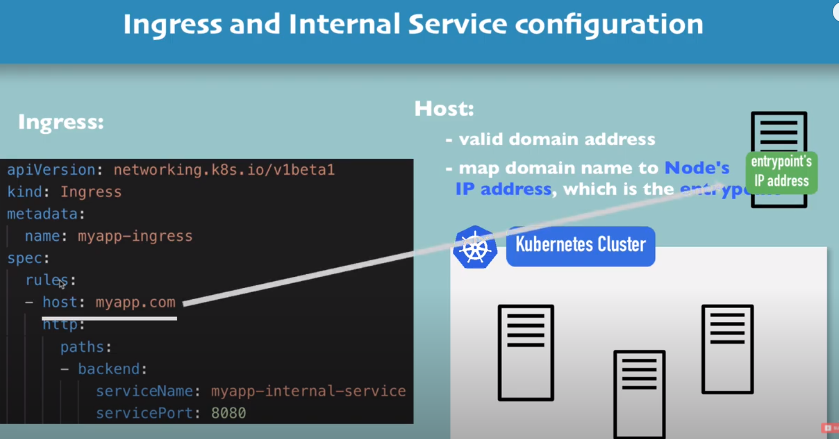 Ingress and Internal Service configuration
Ingress:
apiVersion: networking.k8s.io/v1beta1
kind: Ingress
metadata:
name: myapp-ingress
spec:
rules:
- host: myapp.com
http:
paths:
- backend:
serviceName: myapp-internal-service
servicePort: 8080
Host:
- valid domain address
- map domain name to Node's
IP address, which is the
entrypoint's
IP address
Kubernetes Cluster